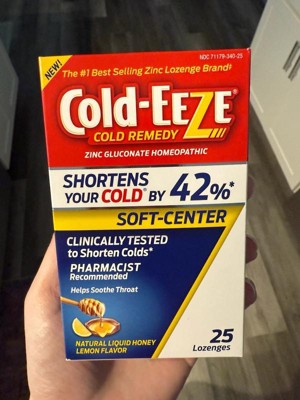 NDC 71179-340-25
NEW!
The #1 Best Selling Zinc Lozenge Brand‡
Cold-EEZE®
COLD REMEDY
ZINC GLUCONATE HOMEOPATHIC
SHORTENS
YOUR COLD BY 42%*
SOFT-CENTER
CLINICALLY TESTED
to Shorten Colds*
PHARMACIST
Recommended
Helps Soothe Throat
NATURAL LIQUID HONEY
LEMON FLAVOR
25
Lozenges